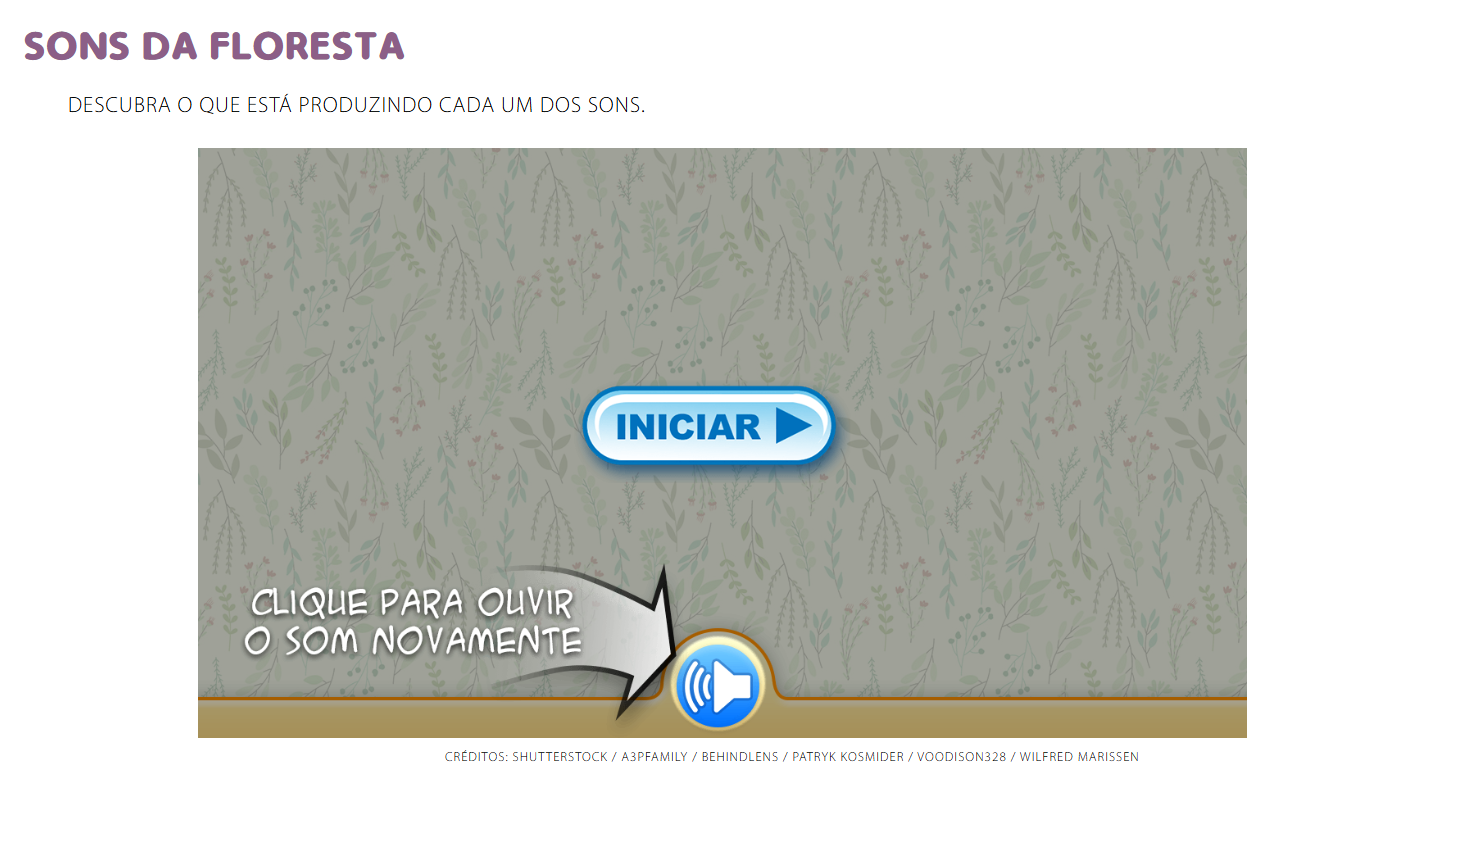 SONS DA FLORESTA
DESCUBRA O QUE ESTÁ PRODUZINDO CADA UM DOS SONS.
INICIAR
CLIQUE PARA OUVIR
O SOM NOVAMENTE
CRÉDITOS: SHUTTERSTOCK / A3PFAMILY / BEHINDLENS / PATRYK KOSMIDER / VOODISON328 / WILFRED MARISSEN